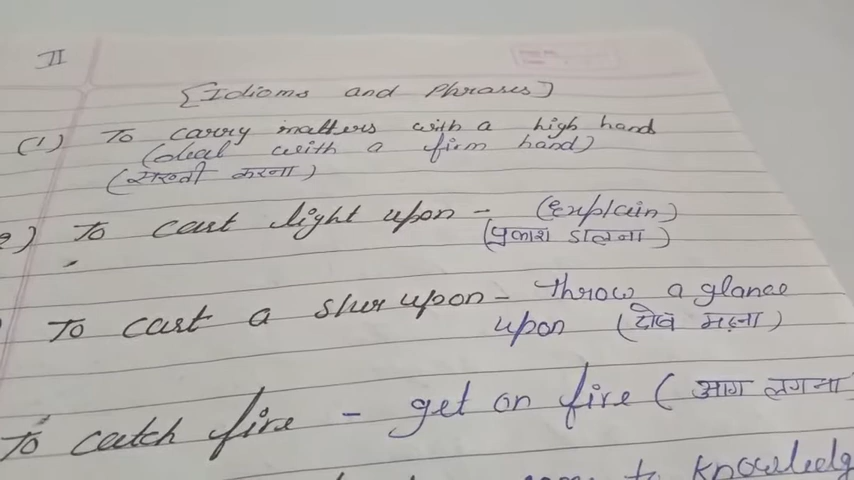 II
{Idioms and Phrases}
(1) To carry matters with a high hand
(deal with a firm hand)
(सख्ती करना)
2) To cast light upon - (explain)
(प्रकाश डालना)
To cast a slur upon - Throw a glance
upon (दोष मढ़ना)
To catch fire - get on fire (आग लगना
to knowledg